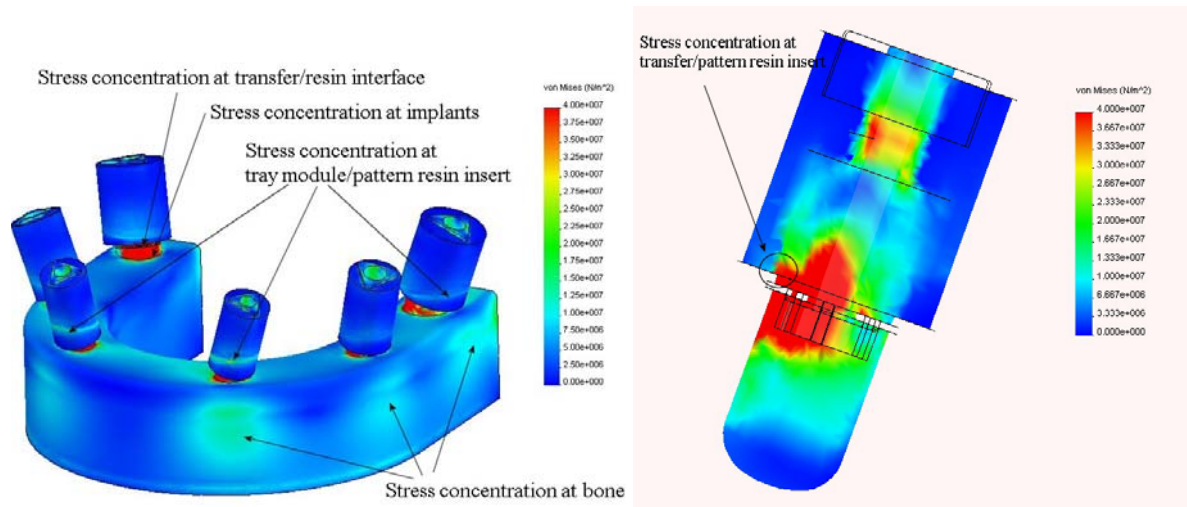 Stress concentration at transfer/resin interface
Stress concentration at implants
Stress concentration at
tray module/pattern resin insert
Stress concentration at bone
von Mises (N/m^2)
4.00e+007
3.75e+007
3.50e+007
3.25e+007
3.00e+007
2.75e+007
2.50e+007
2.25e+007
2.00e+007
1.75e+007
1.50e+007
1.25e+007
1.00e+007
7.50e+006
5.00e+006
2.50e+006
0.00e+000
Stress concentration at
transfer/pattern resin insert
von Mises (N/m^2)
4.000e+007
3.667e+007
3.333e+007
3.000e+007
2.667e+007
2.333e+007
2.000e+007
1.667e+007
1.333e+007
1.000e+007
6.667e+006
3.333e+006
0.000e+000